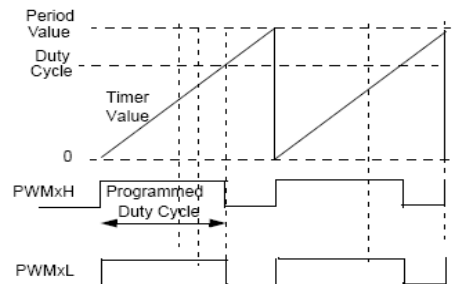 Period
Value
Duty
Cycle
Timer
Value
0
PWMxH
Programmed
Duty Cycle
PWMxL